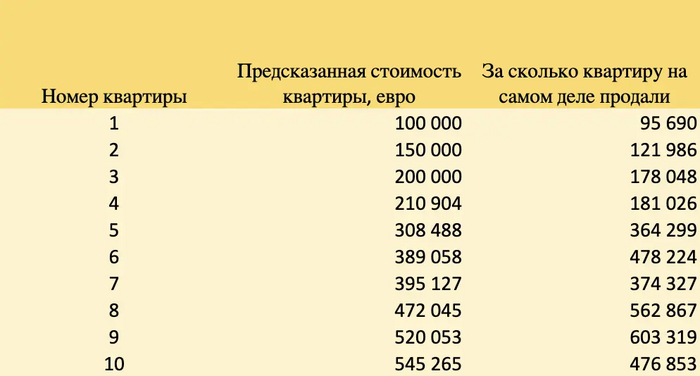 Номер квартиры Предсказанная стоимость квартиры, евро За сколько квартиру на самом деле продали
1 100 000 95 690
2 150 000 121 986
3 200 000 178 048
4 210 904 181 026
5 308 488 364 299
6 389 058 478 224
7 395 127 374 327
8 472 045 562 867
9 520 053 603 319
10 545 265 476 853